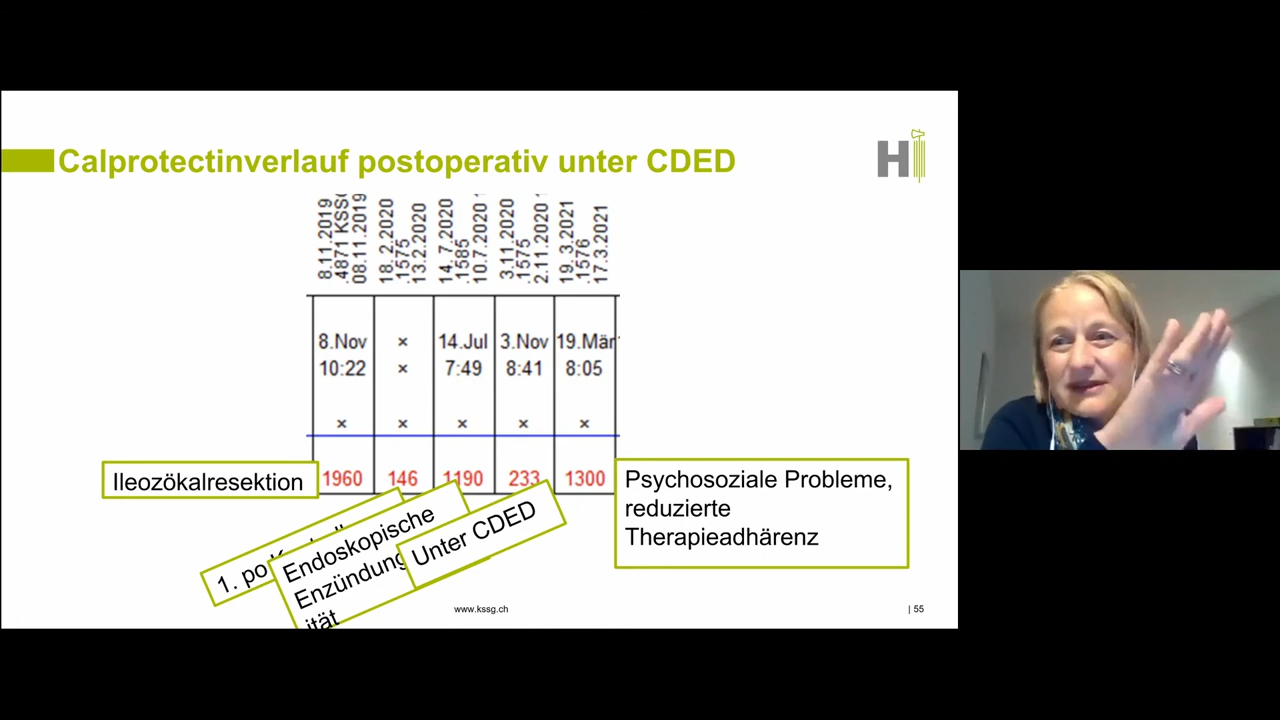 Calprotectinverlauf postoperativ unter CDED
H
8.11.2019
.4871 KSSG
08.11.2019
18. 2.2020
.1575
13.2.2020
14. 7.2020
.1585
10.7.2020
3.11.2020
.1575
2.11.2020
19. 3.2021
.1576
17.3.2021
8.Nov × 14.Jul 3.Nov 19.Mär
10:22 × 7:49 8:41 8:05
× × × × ×
1960 146 1190 233 1300
Ileozökalresektion
1. po
Endoskopische
Enzündung
ität
Unter CDED
Psychosoziale Probleme,
reduzierte
Therapieadhärenz
www.kssg.ch
| 55